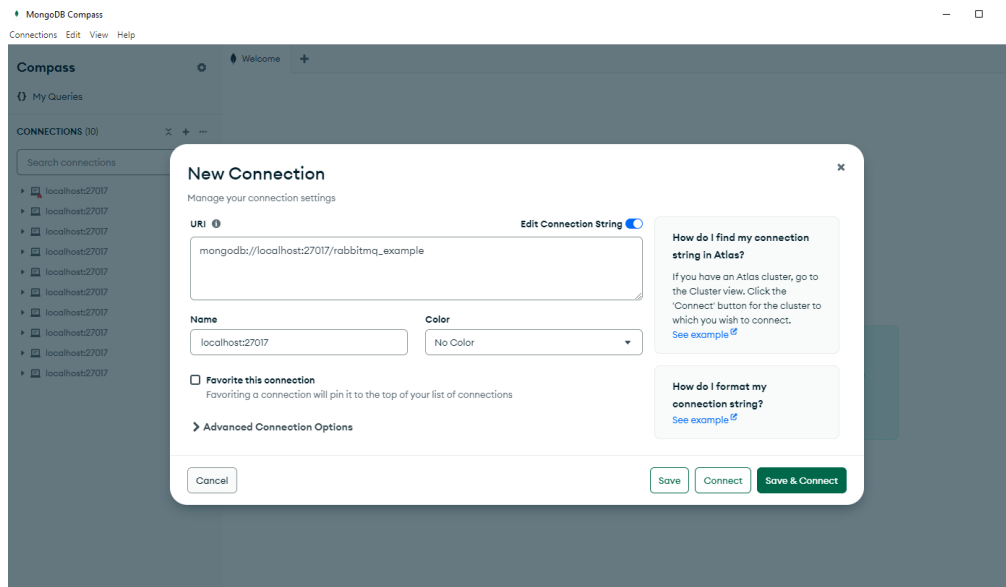 MongoDB Compass
Connections Edit View Help
Compass
Welcome
{} My Queries
CONNECTIONS (10)
Search connections
localhost:27017
localhost:27017
localhost:27017
localhost:27017
localhost:27017
localhost:27017
localhost:27017
localhost:27017
localhost:27017
localhost:27017
New Connection
Manage your connection settings
URI
Edit Connection String
mongodb://localhost:27017/rabbitmq_example
Name
localhost:27017
Color
No Color
Favorite this connection
Favoriting a connection will pin it to the top of your list of connections
Advanced Connection Options
How do I find my connection
string in Atlas?
If you have an Atlas cluster, go to
the Cluster view. Click the
'Connect' button for the cluster to
which you wish to connect.
See example
How do I format my
connection string?
See example
Cancel
Save
Connect
Save & Connect